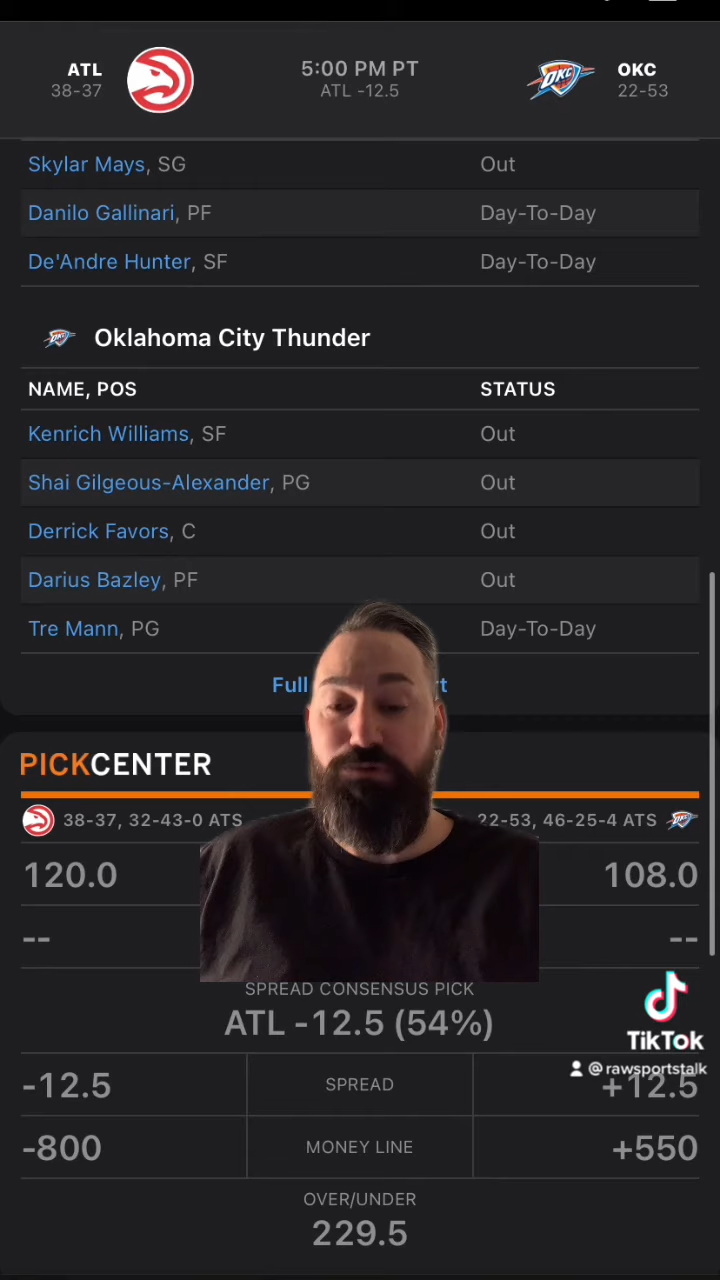 ATL
38-37
5:00 PM PT
ATL -12.5
OKC
22-53
Skylar Mays, SG Out
Danilo Gallinari, PF Day-To-Day
De'Andre Hunter, SF Day-To-Day
OKC Oklahoma City Thunder
NAME, POS STATUS
Kenrich Williams, SF Out
Shai Gilgeous-Alexander, PG Out
Derrick Favors, C Out
Darius Bazley, PF Out
Tre Mann, PG Day-To-Day
Full
PICKCENTER
38-37, 32-43-0 ATS 22-53, 46-25-4 ATS
120.0 108.0
-- --
SPREAD CONSENSUS PICK
ATL -12.5 (54%)
TikTok
@rawsportstalk
-12.5 SPREAD +12.5
-800 MONEY LINE +550
OVER/UNDER
229.5